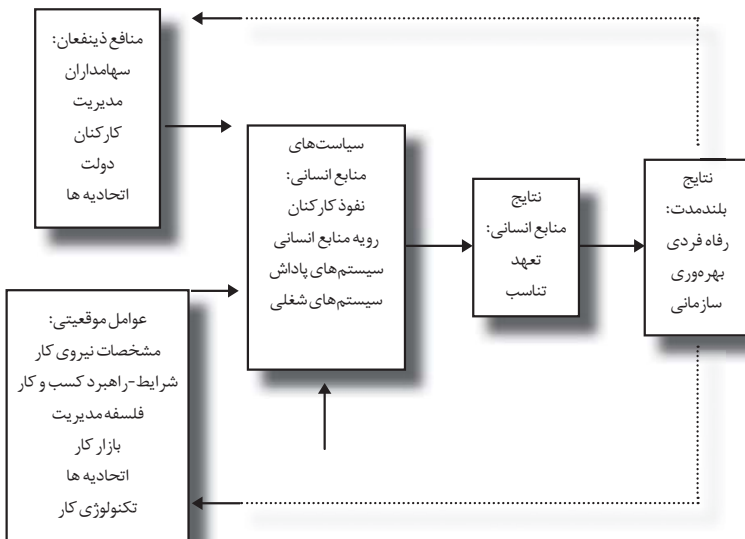 منافع ذینفعان:
سهامداران
مدیریت
کارکنان
دولت
اتحادیه ها
عوامل موقعیتی:
مشخصات نیروی کار
شرایط-راهبرد کسب و کار
فلسفه مدیریت
بازار کار
اتحادیه ها
تکنولوژی کار
سیاست‌های
منابع انسانی:
نفوذ کارکنان
رویه منابع انسانی
سیستم‌های پاداش
سیستم‌های شغلی
نتایج
منابع انسانی:
تعهد
تناسب
نتایج
بلندمدت:
رفاه فردی
بهره‌وری
سازمانی